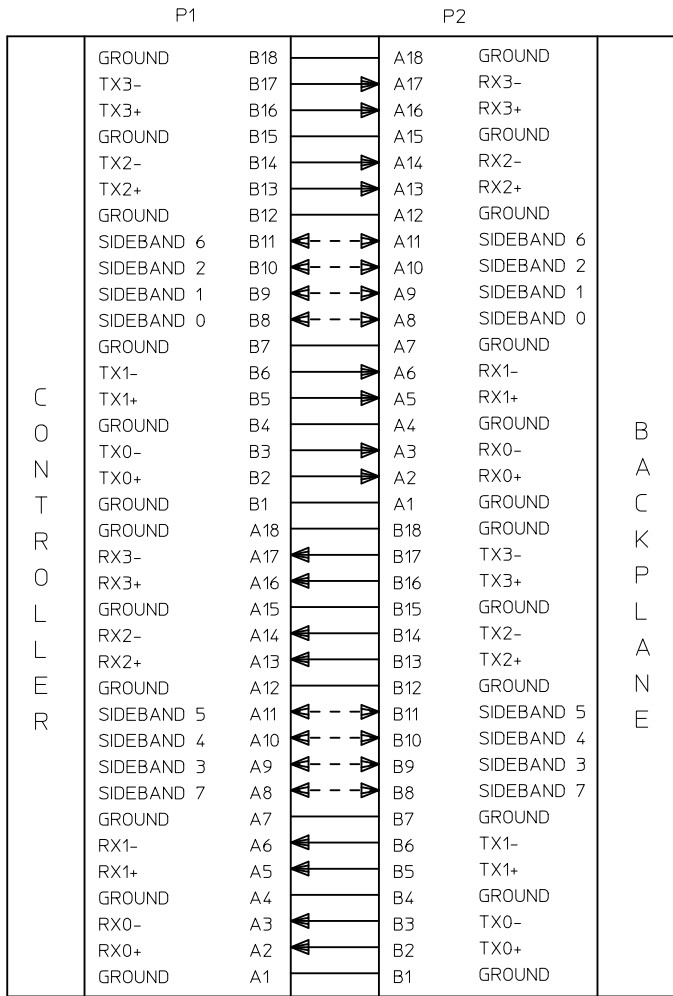 P1 P2
GROUND B18 A18 GROUND
TX3- B17 A17 RX3-
TX3+ B16 A16 RX3+
GROUND B15 A15 GROUND
TX2- B14 A14 RX2-
TX2+ B13 A13 RX2+
GROUND B12 A12 GROUND
SIDEBAND 6 B11 A11 SIDEBAND 6
SIDEBAND 2 B10 A10 SIDEBAND 2
SIDEBAND 1 B9 A9 SIDEBAND 1
SIDEBAND 0 B8 A8 SIDEBAND 0
GROUND B7 A7 GROUND
TX1- B6 A6 RX1-
TX1+ B5 A5 RX1+
GROUND B4 A4 GROUND
TX0- B3 A3 RX0-
TX0+ B2 A2 RX0+
GROUND B1 A1 GROUND
GROUND A18 B18 GROUND
RX3- A17 B17 TX3-
RX3+ A16 B16 TX3+
GROUND A15 B15 GROUND
RX2- A14 B14 TX2-
RX2+ A13 B13 TX2+
GROUND A12 B12 GROUND
SIDEBAND 5 A11 B11 SIDEBAND 5
SIDEBAND 4 A10 B10 SIDEBAND 4
SIDEBAND 3 A9 B9 SIDEBAND 3
SIDEBAND 7 A8 B8 SIDEBAND 7
GROUND A7 B7 GROUND
RX1- A6 B6 TX1-
RX1+ A5 B5 TX1+
GROUND A4 B4 GROUND
RX0- A3 B3 TX0-
RX0+ A2 B2 TX0+
GROUND A1 B1 GROUND
CONTROLLER
BACKPLANE